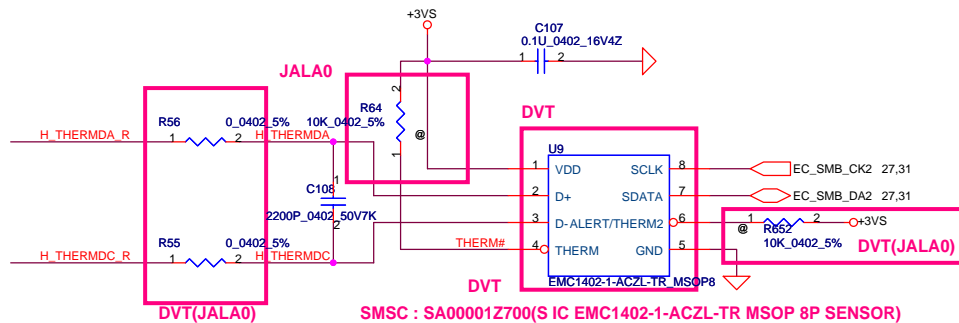 +3VS
C107
0.1U_0402_16V4Z
1 2
JALA0
R64
10K_0402_5%
2
1
@
DVT
R56
0_0402_5%
H_THERMDA_R
1 2
H_THERMDA
U9
1 VDD
SCLK 8
EC_SMB_CK2 27,31
2 D+
SDATA 7
EC_SMB_DA2 27,31
C108
1
2200P_0402_50V7K
2
3 D-
ALERT/THERM2 6
@
1 2
+3VS
R652
10K_0402_5%
R55
0_0402_5%
THERM#
4 THERM
GND 5
DVT(JALA0)
H_THERMDC_R
1 2
H_THERMDC
DVT
EMC1402-1-ACZL-TR_MSOP8
DVT(JALA0)
SMSC : SA00001Z700(S IC EMC1402-1-ACZL-TR MSOP 8P SENSOR)